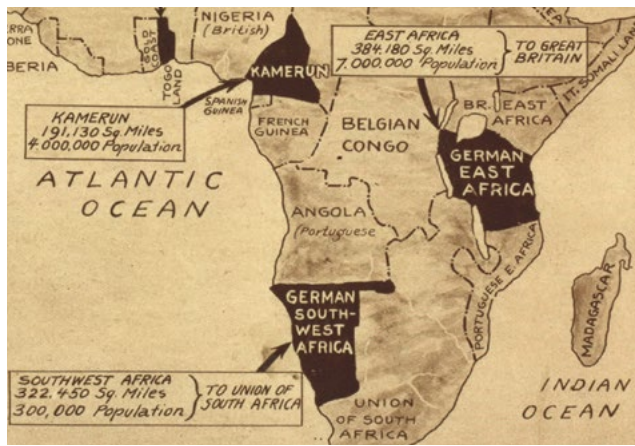 NIGERIA
(British)
GOLD
COAST
TOGO
LAND
BERIA
KAMERUN
SPANISH
GUINEA
FRENCH
GUINEA
EAST AFRICA
384.180 Sq. Miles
7.000.000 Population
TO GREAT
BRITAIN
IT. SOMALI LAND
BR. EAST
AFRICA
KAMERUN
191.130 Sq. Miles
4.000.000 Population
BELGIAN
CONGO
GERMAN
EAST
AFRICA
ATLANTIC
OCEAN
ANGOLA
(Portuguese
PORTUGUESE E. AFRICA
MADAGASCAR
GERMAN
SOUTH-
WEST
AFRICA
SOUTHWEST AFRICA
322.450 Sq. Miles
300,000 Population
TO UNION OF
SOUTH AFRICA
UNION
OF SOUTH
AFRICA
INDIAN
OCEAN